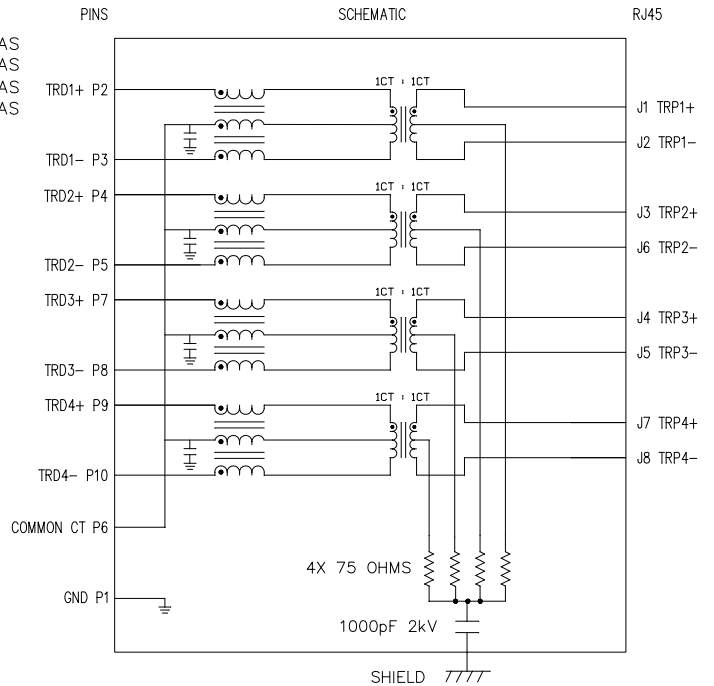 PINS SCHEMATIC RJ45
AS
AS
AS
AS
1CT : 1CT
TRD1+ P2
J1 TRP1+
J2 TRP1-
TRD1- P3
1CT : 1CT
TRD2+ P4
J3 TRP2+
J6 TRP2-
TRD2- P5
1CT : 1CT
TRD3+ P7
J4 TRP3+
J5 TRP3-
TRD3- P8
1CT : 1CT
TRD4+ P9
J7 TRP4+
J8 TRP4-
TRD4- P10
COMMON CT P6
4X 75 OHMS
GND P1
1000pF 2kV
SHIELD